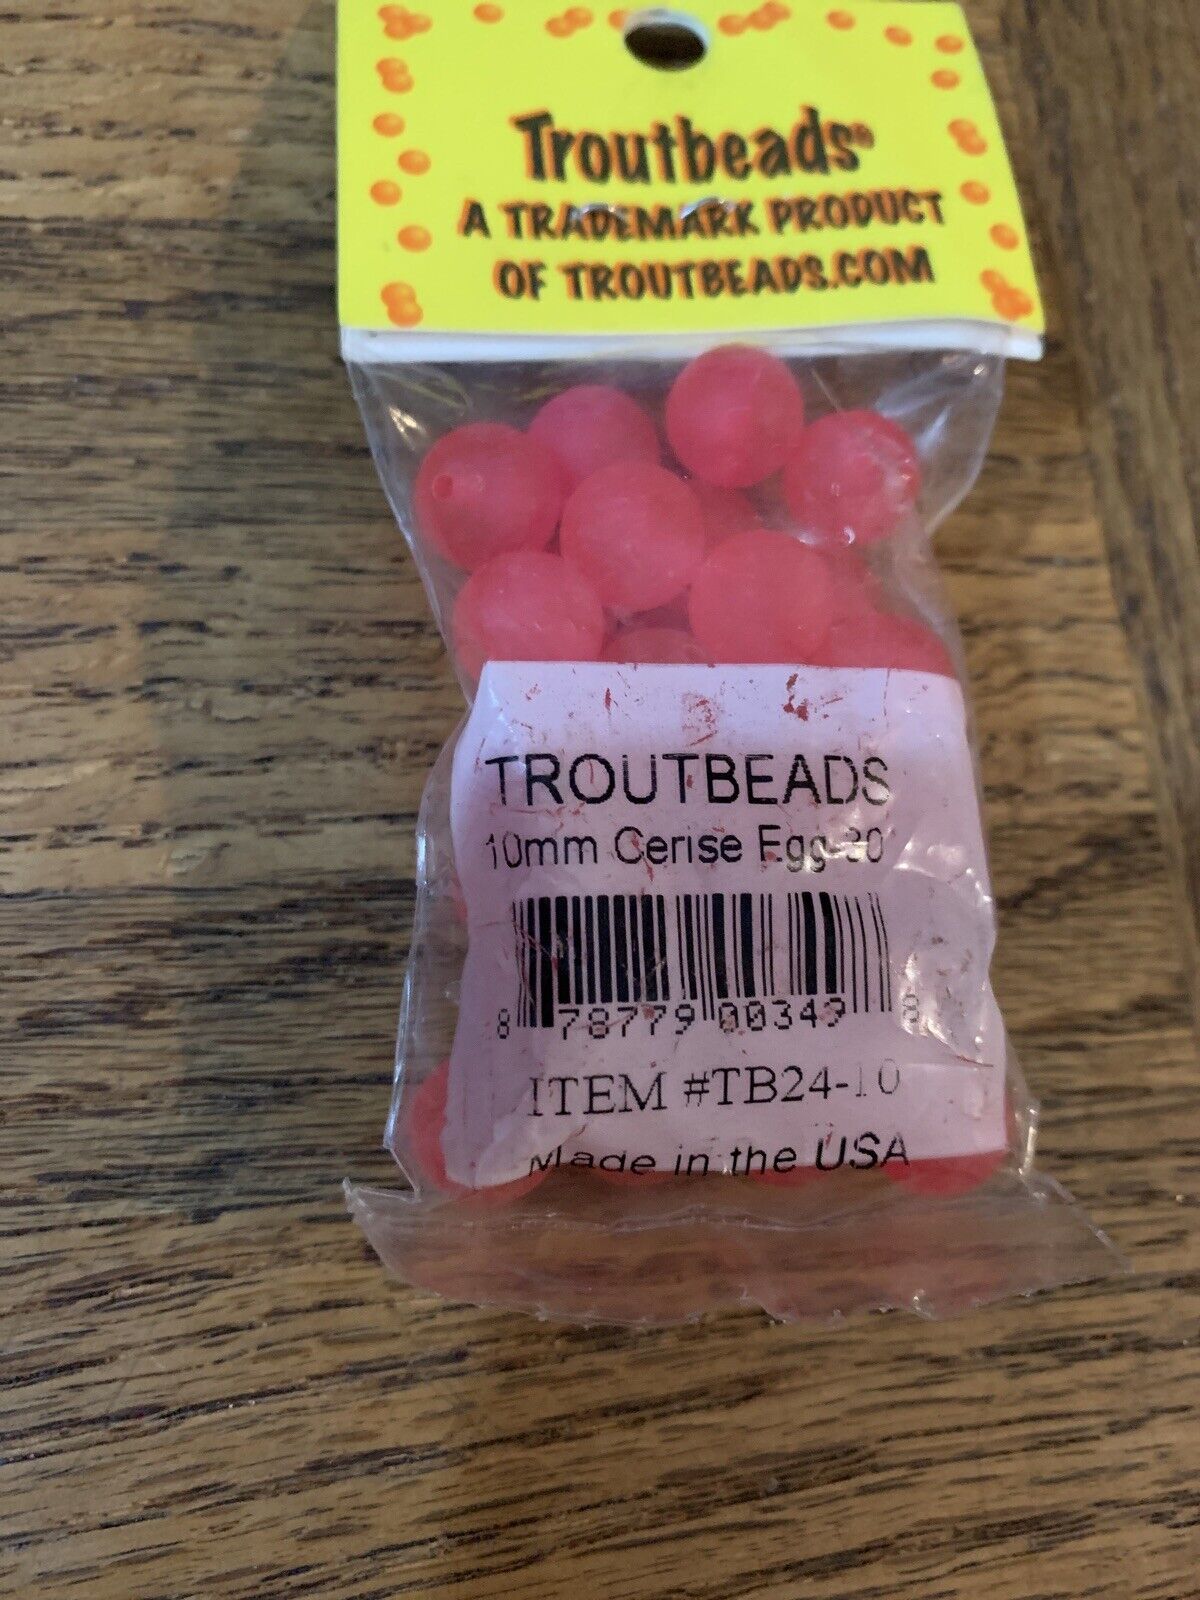 Troutbeads®
A TRADEMARK PRODUCT
OF TROUTBEADS.COM
TROUTBEADS
10mm Cerise Egg-30
8 78779 00349 8
ITEM #TB24-10
Made in the USA